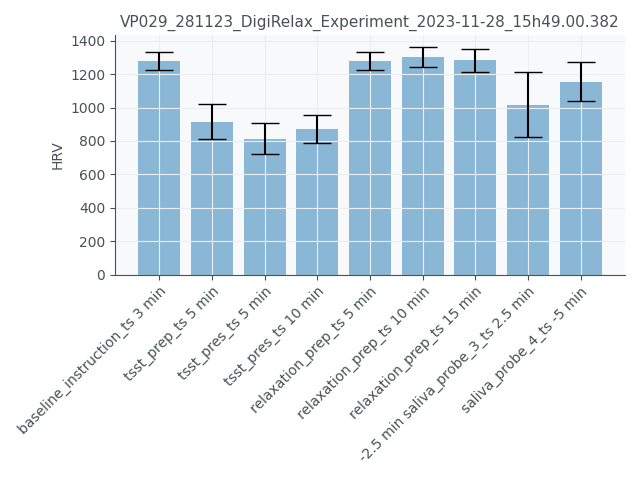 VP029_281123_DigiRelax_Experiment_2023-11-28_15h49.00.382
1400
1200
1000
800
600
400
200
0
HRV
baseline_instruction_ts 3 min
tsst_prep_ts 5 min
tsst_pres_ts 5 min
tsst_pres_ts 10 min
relaxation_prep_ts 5 min
relaxation_prep_ts 10 min
relaxation_prep_ts 15 min
-2.5 min saliva_probe_3_ts 2.5 min
saliva_probe_4_ts -5 min